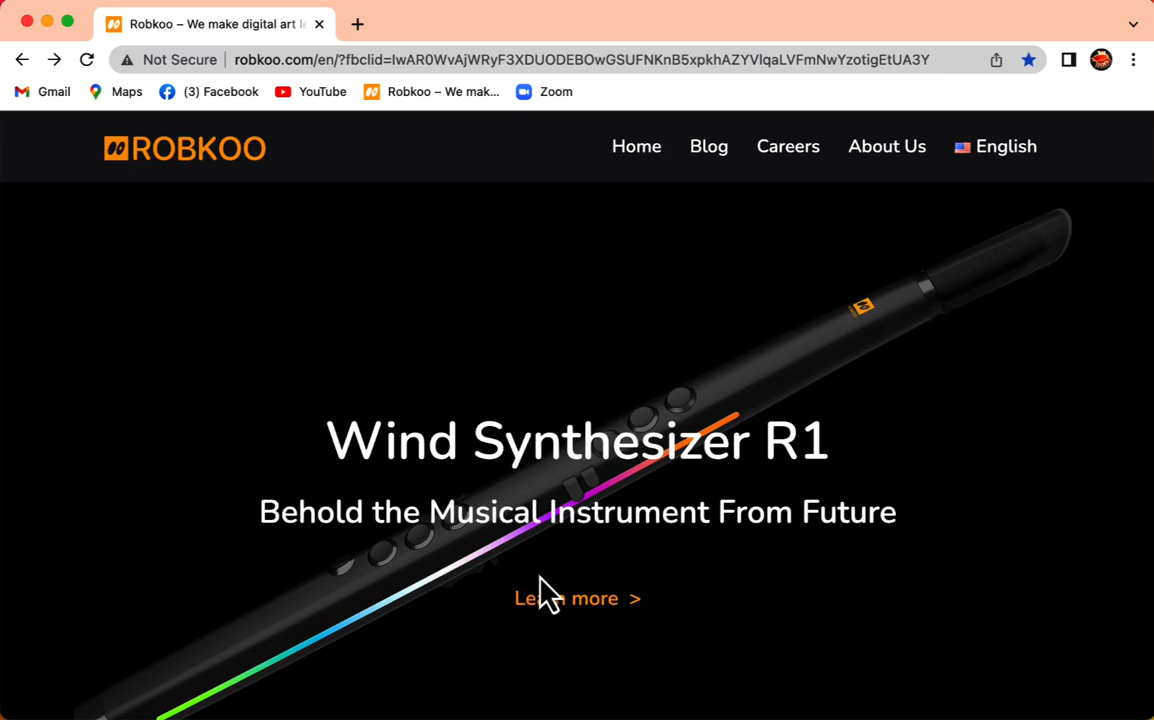 Robkoo – We make digital art le
Not Secure robkoo.com/en/?fbclid=IwAR0WvAjWRyF3XDUODEBOwGSUFNKnB5xpkhAZYVlqaLVFmNwYzotigEtUA3Y
Gmail Maps (3) Facebook YouTube Robkoo – We mak... Zoom
ROBKOO Home Blog Careers About Us English
Wind Synthesizer R1
Behold the Musical Instrument From Future
Learn more >